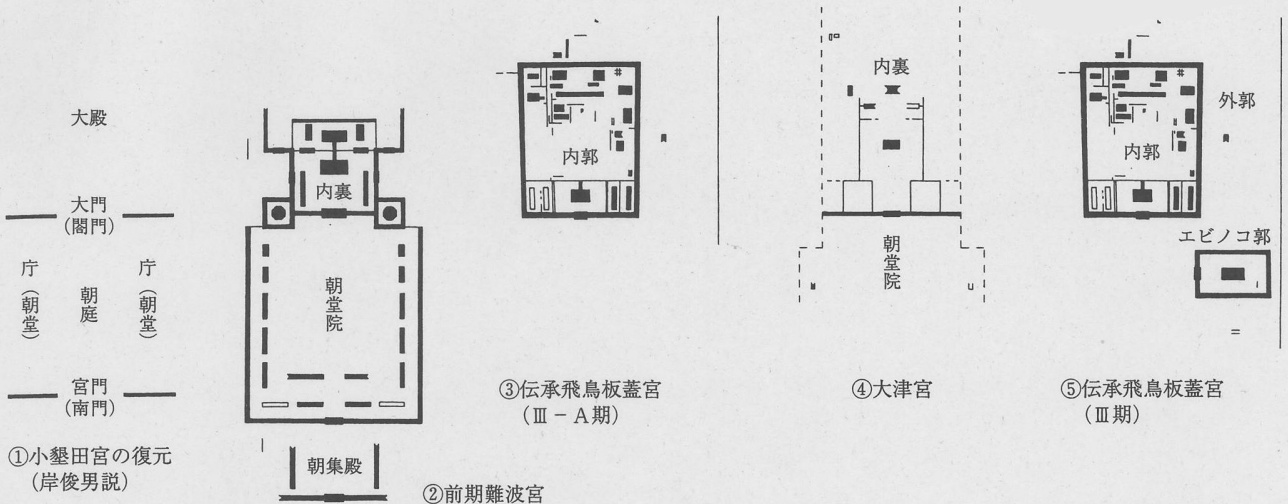 大殿
大門
(閤門)
庁(朝堂)
朝庭
庁(朝堂)
宮門
(南門)
①小墾田宮の復元
(岸俊男説)
内裏
朝堂院
朝集殿
②前期難波宮
内郭
③伝承飛鳥板蓋宮
(Ⅲ-A期)
内裏
朝堂院
④大津宮
外郭
内郭
エビノコ郭
⑤伝承飛鳥板蓋宮
(Ⅲ期)